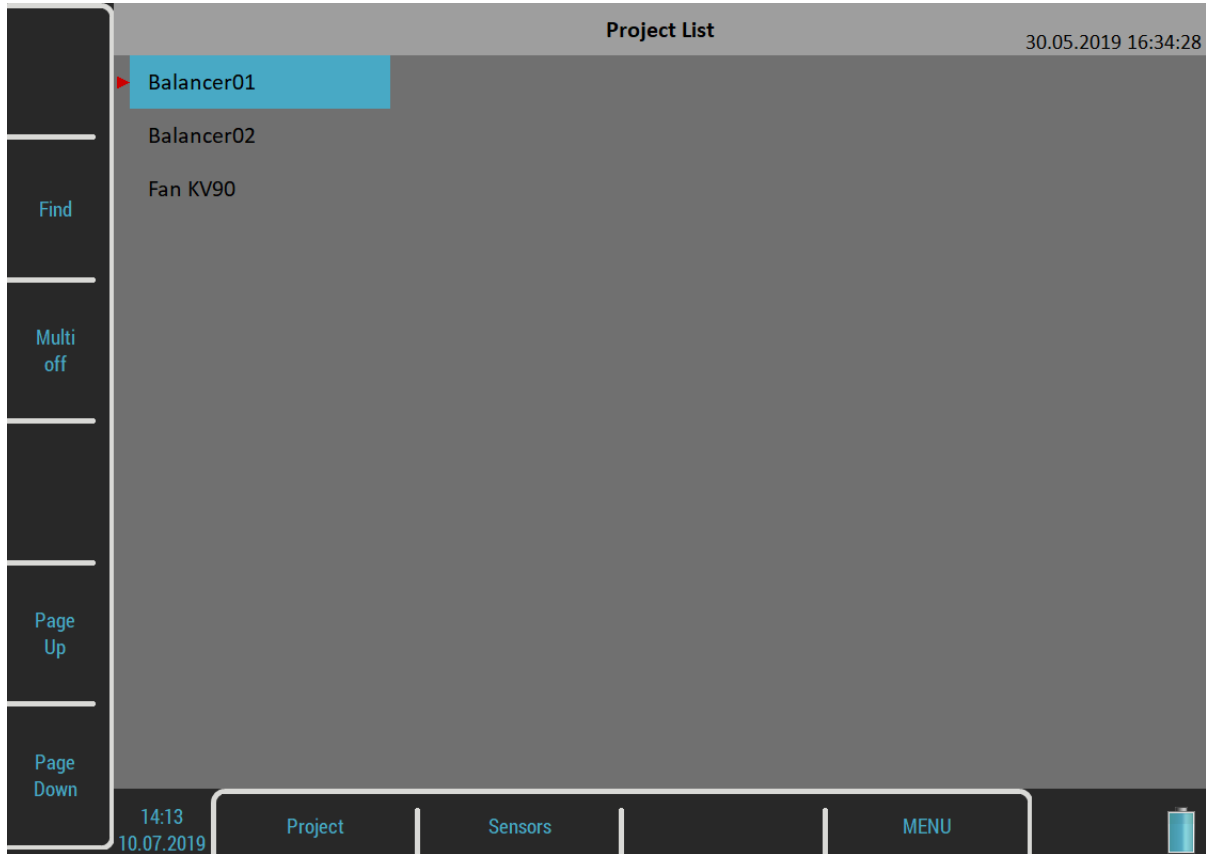 Project List
30.05.2019 16:34:28
Balancer01
Balancer02
Fan KV90
Find
Multi
off
Page
Up
Page
Down
14:13
10.07.2019
Project
Sensors
MENU